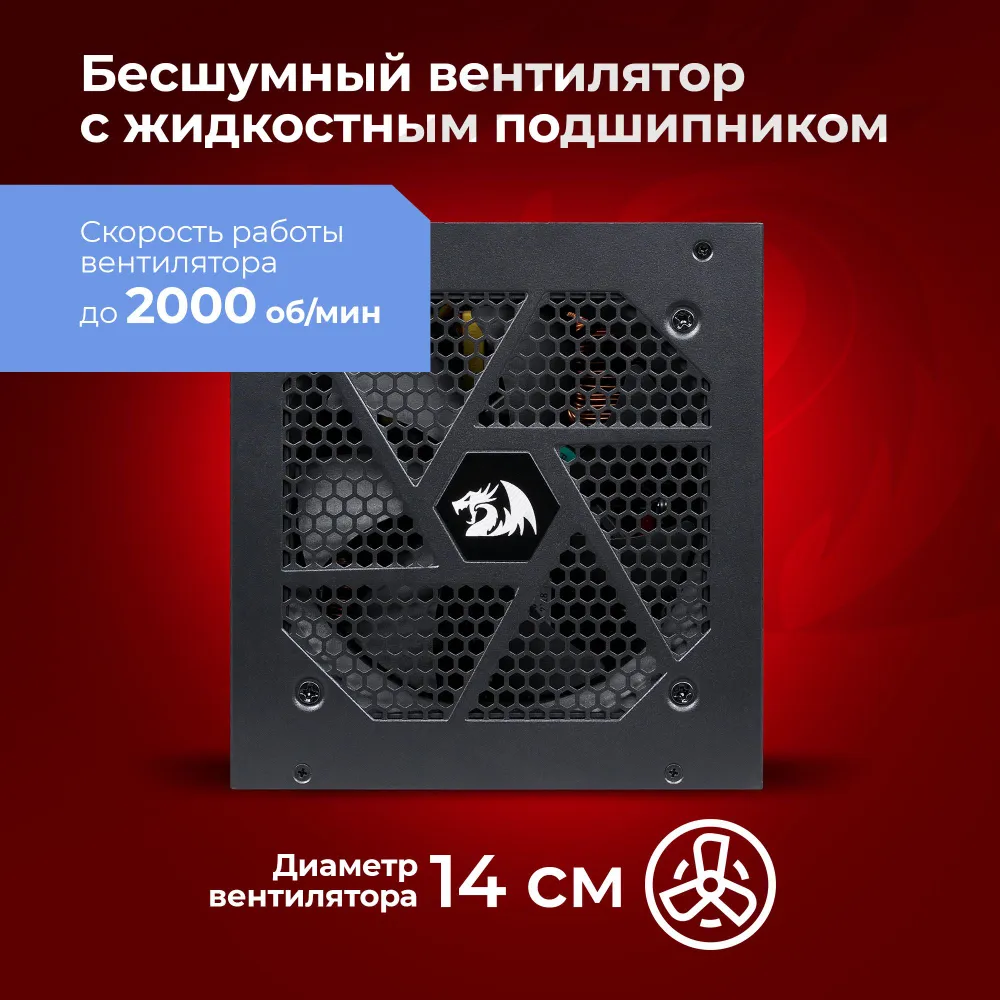 Бесшумный вентилятор
с жидкостным подшипником
Скорость работы
вентилятора
до 2000 об/мин
Диаметр
вентилятора
14 см